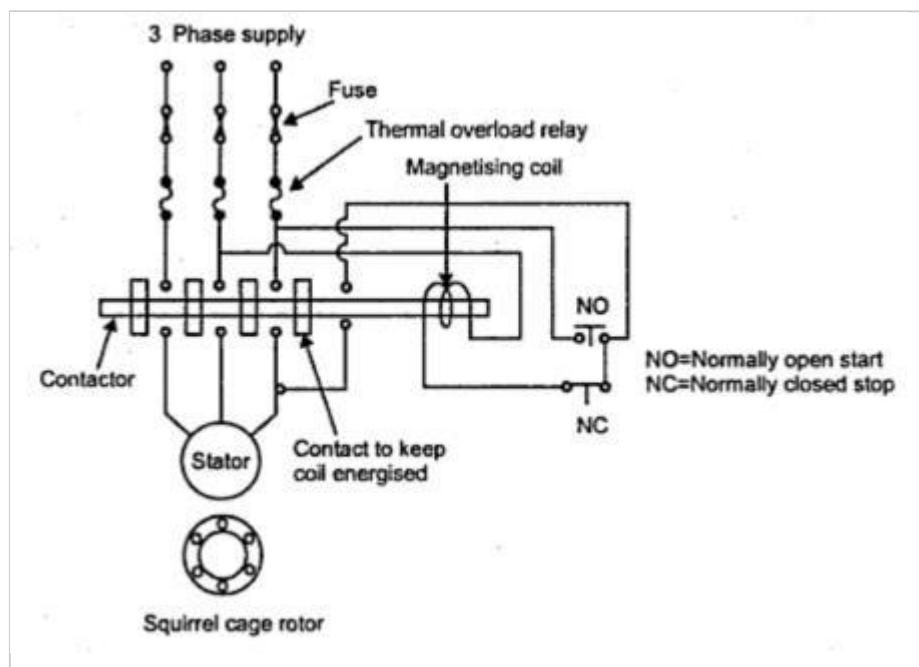 3 Phase supply
Fuse
Thermal overload relay
Magnetising coil
NO
NO=Normally open start
NC=Normally closed stop
Contactor
NC
Contact to keep
coil energised
Stator
Squirrel cage rotor